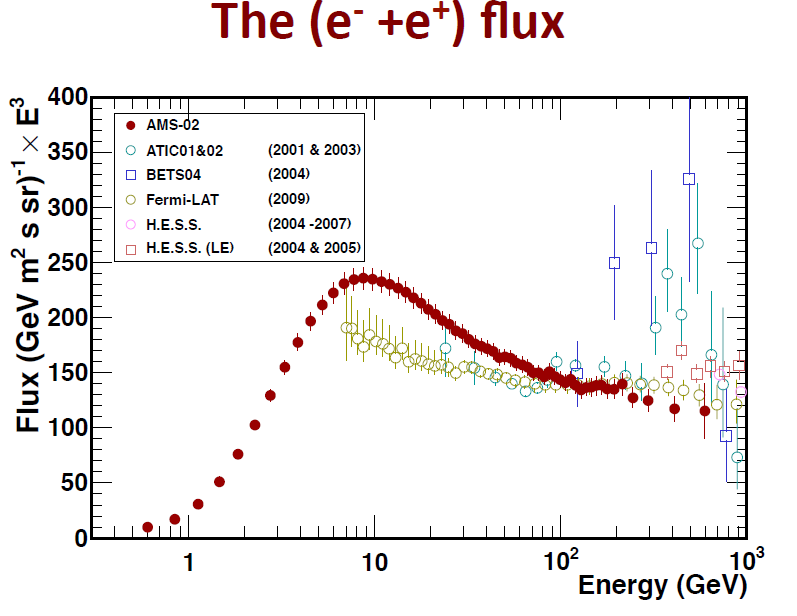 The (e⁻ +e⁺) flux
400
350
300
250
200
150
100
50
0
Flux (GeV m² s sr)⁻¹ × E³
AMS-02
ATIC01&02 (2001 & 2003)
BETS04 (2004)
Fermi-LAT (2009)
H.E.S.S. (2004 -2007)
H.E.S.S. (LE) (2004 & 2005)
1 10 10² 10³
Energy (GeV)